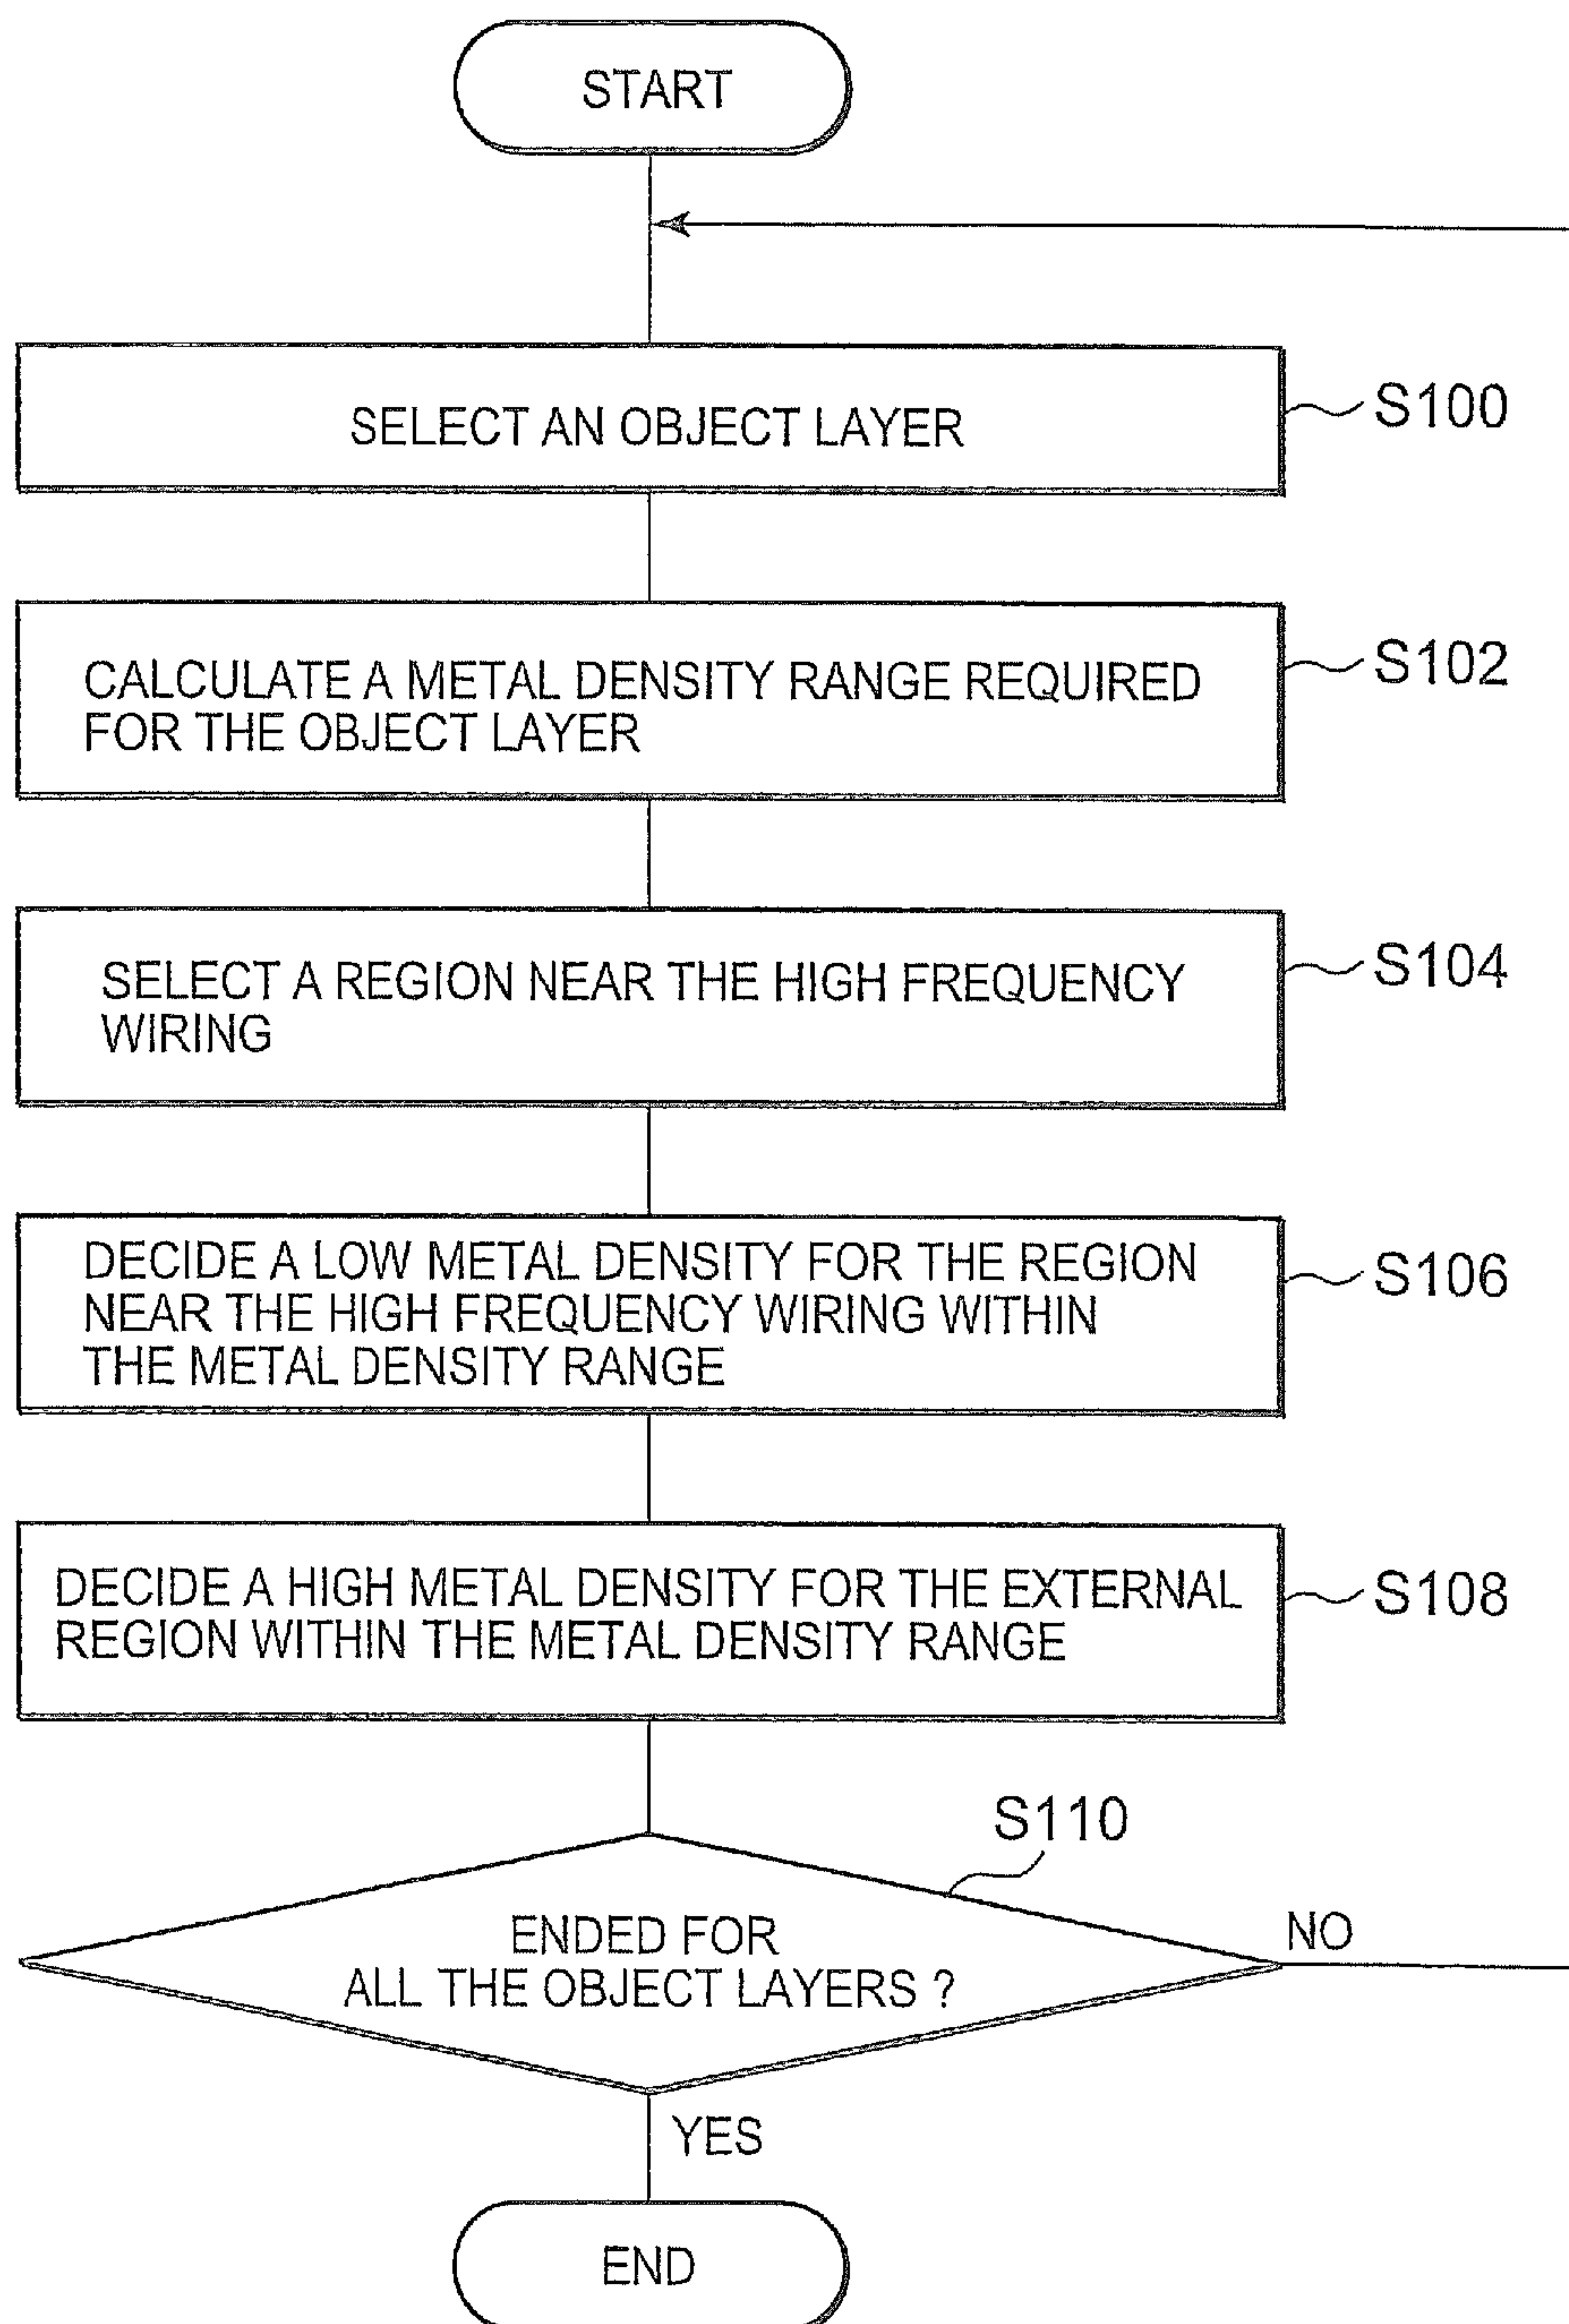 START
SELECT AN OBJECT LAYER
S100
CALCULATE A METAL DENSITY RANGE REQUIRED
FOR THE OBJECT LAYER
S102
SELECT A REGION NEAR THE HIGH FREQUENCY
WIRING
S104
DECIDE A LOW METAL DENSITY FOR THE REGION
NEAR THE HIGH FREQUENCY WIRING WITHIN
THE METAL DENSITY RANGE
S106
DECIDE A HIGH METAL DENSITY FOR THE EXTERNAL
REGION WITHIN THE METAL DENSITY RANGE
S108
S110
ENDED FOR
ALL THE OBJECT LAYERS ?
NO
YES
END